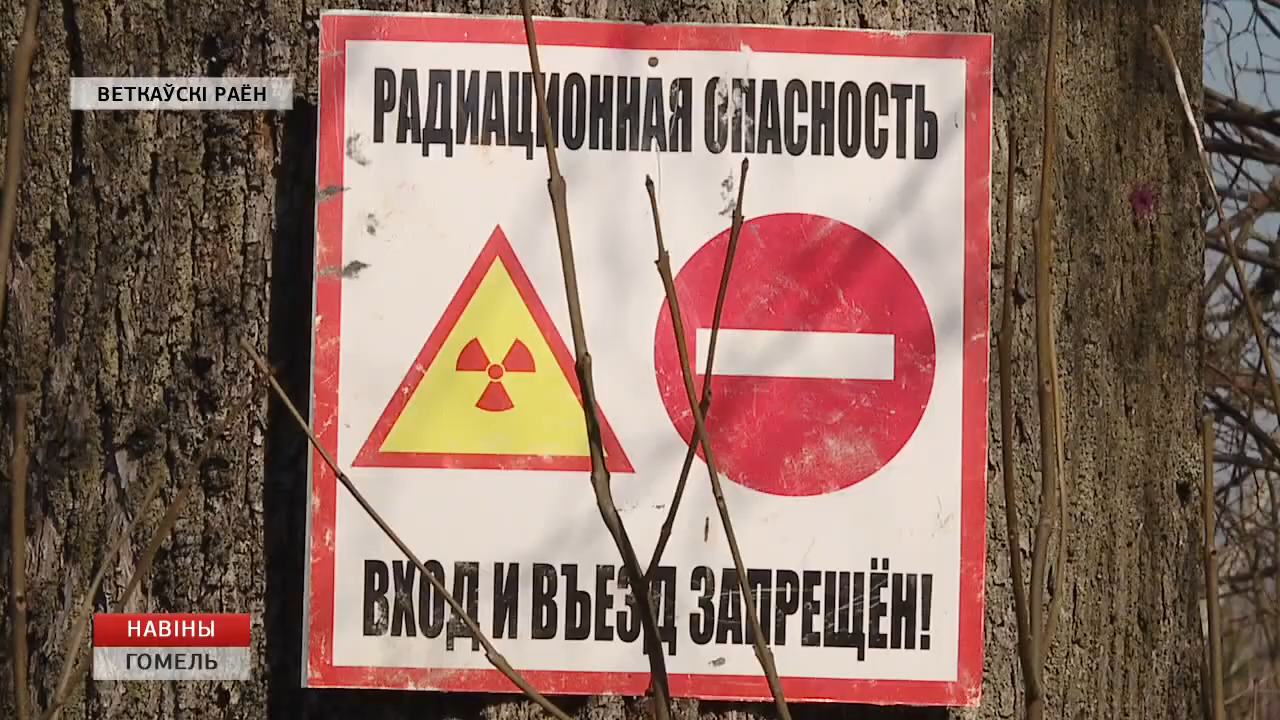 ВЕТКАЎСКІ РАЁН
РАДИАЦИОННАЯ ОПАСНОСТЬ
ВХОД И ВЪЕЗД ЗАПРЕЩЁН!
НАВІНЫ
ГОМЕЛЬ